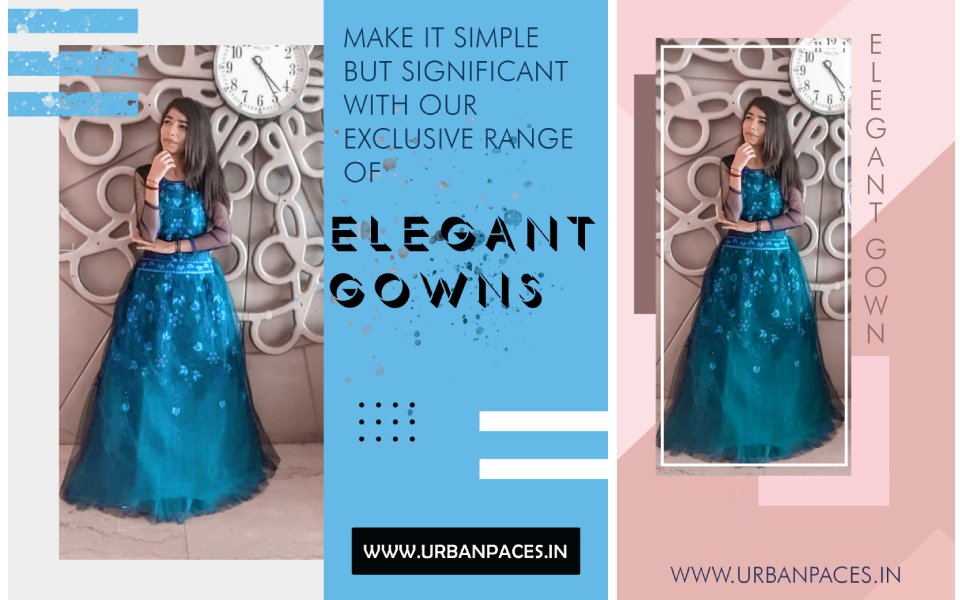 MAKE IT SIMPLE
BUT SIGNIFICANT
WITH OUR
EXCLUSIVE RANGE
OF
ELEGANT
GOWNS
WWW.URBANPACES.IN
ELEGANT GOWN
WWW.URBANPACES.IN